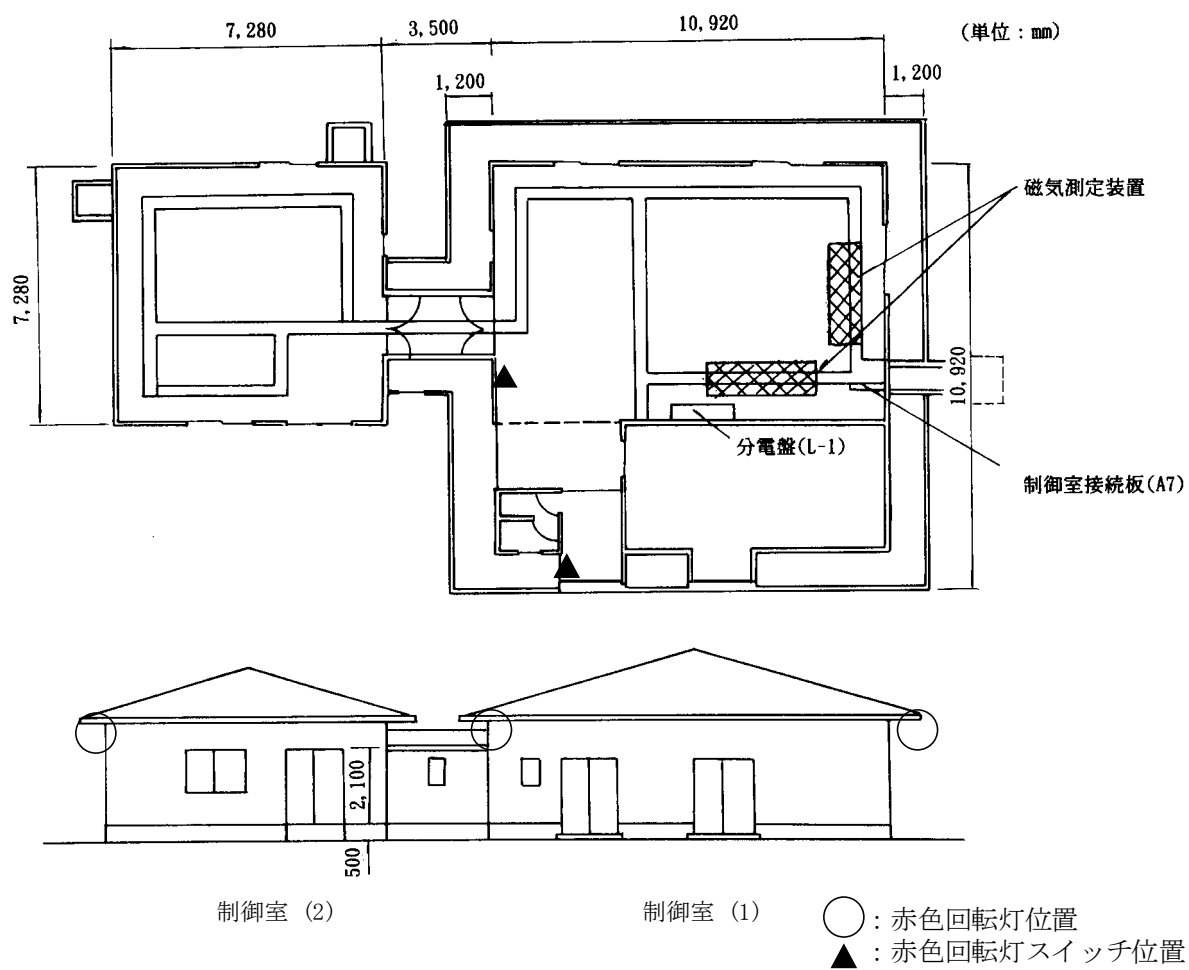 7,280
3,500
10,920
(単位：mm)
1,200
1,200
磁気測定装置
7,280
10,920
分電盤(L-1)
制御室接続板(A7)
2,100
500
制御室 (2)
制御室 (1)
○：赤色回転灯位置
▲：赤色回転灯スイッチ位置